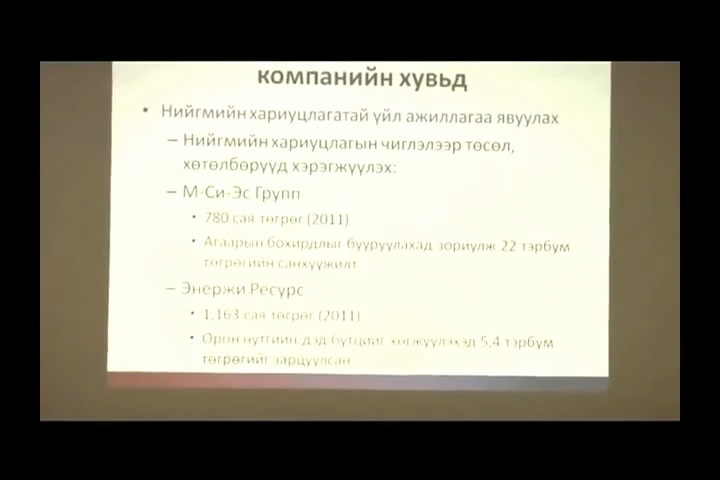 компанийн хувьд
• Нийгмийн хариуцлагатай үйл ажиллагаа явуулах
– Нийгмийн хариуцлагын чиглэлээр төсөл,
хөтөлбөрүүд хэрэгжүүлэх:
– М-Си-Эс Групп
• 780 сая төгрөг (2011)
• Агаарын бохирдлыг бууруулахад зориулж 22 тэрбум
төгрөгийн санхүүжилт
– Энержи Ресурс
• 1,163 сая төгрөг (2011)
• Орон нутгийн дэд бүтцийг хөгжүүлэхэд 5,4 тэрбум
төгрөгийг зарцуулсан